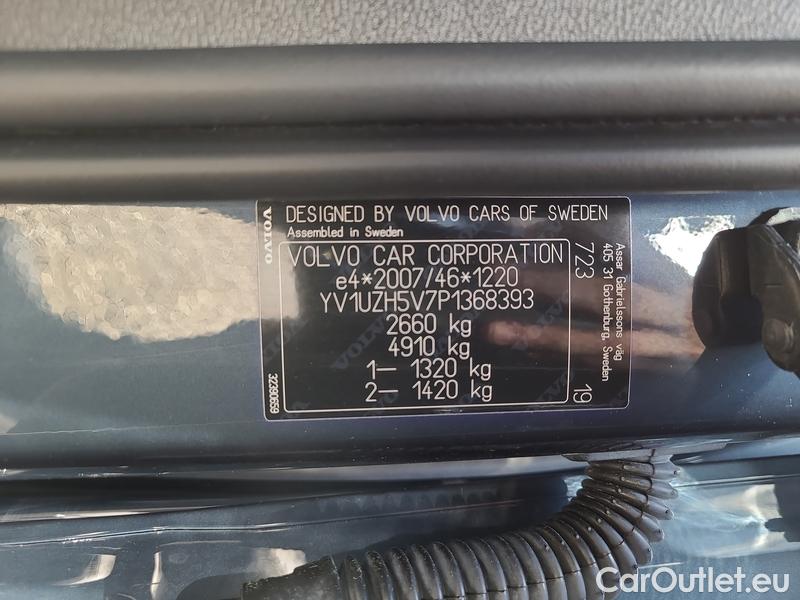 VOLVO
DESIGNED BY VOLVO CARS OF SWEDEN
Assembled in Sweden
VOLVO CAR CORPORATION
e4*2007/46*1220
YV1UZH5V7P1368393
2660 kg
4910 kg
1– 1320 kg
2– 1420 kg
723
19
Assar Gabrielssons väg
405 31 Gothenburg, Sweden
32390659
CarOutlet.eu